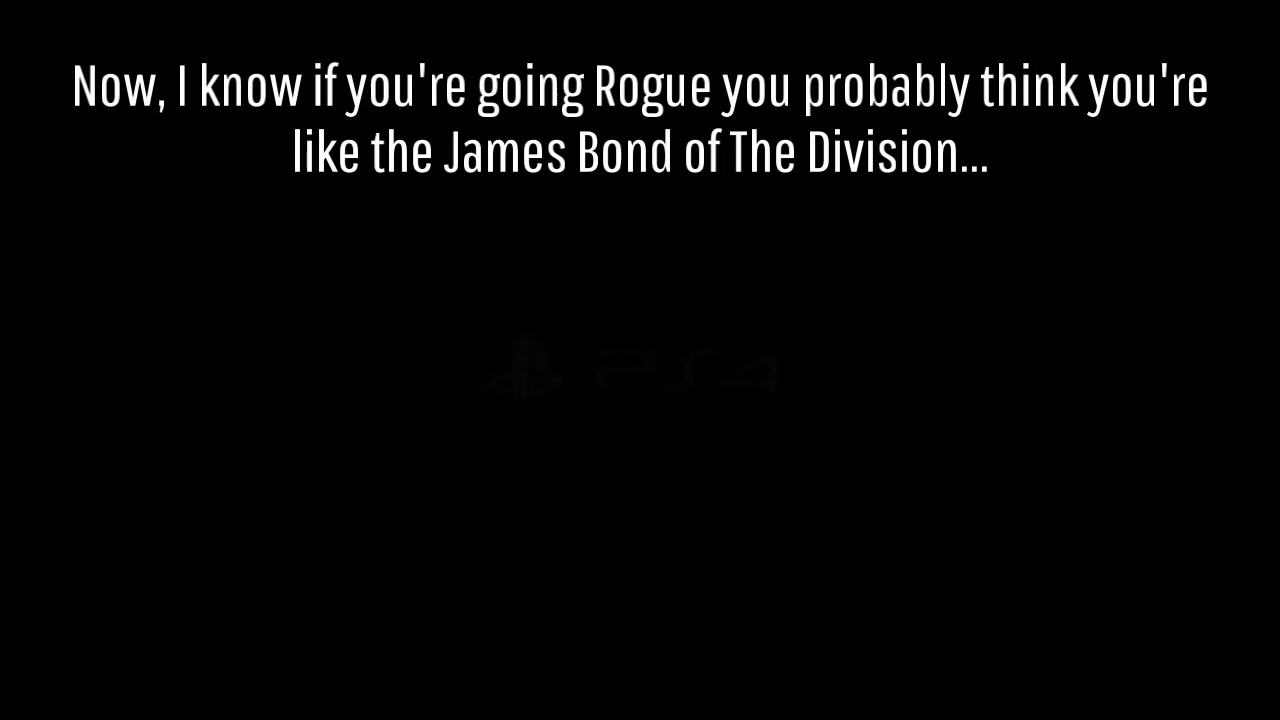 Now, I know if you're going Rogue you probably think you're
like the James Bond of The Division...
PS4